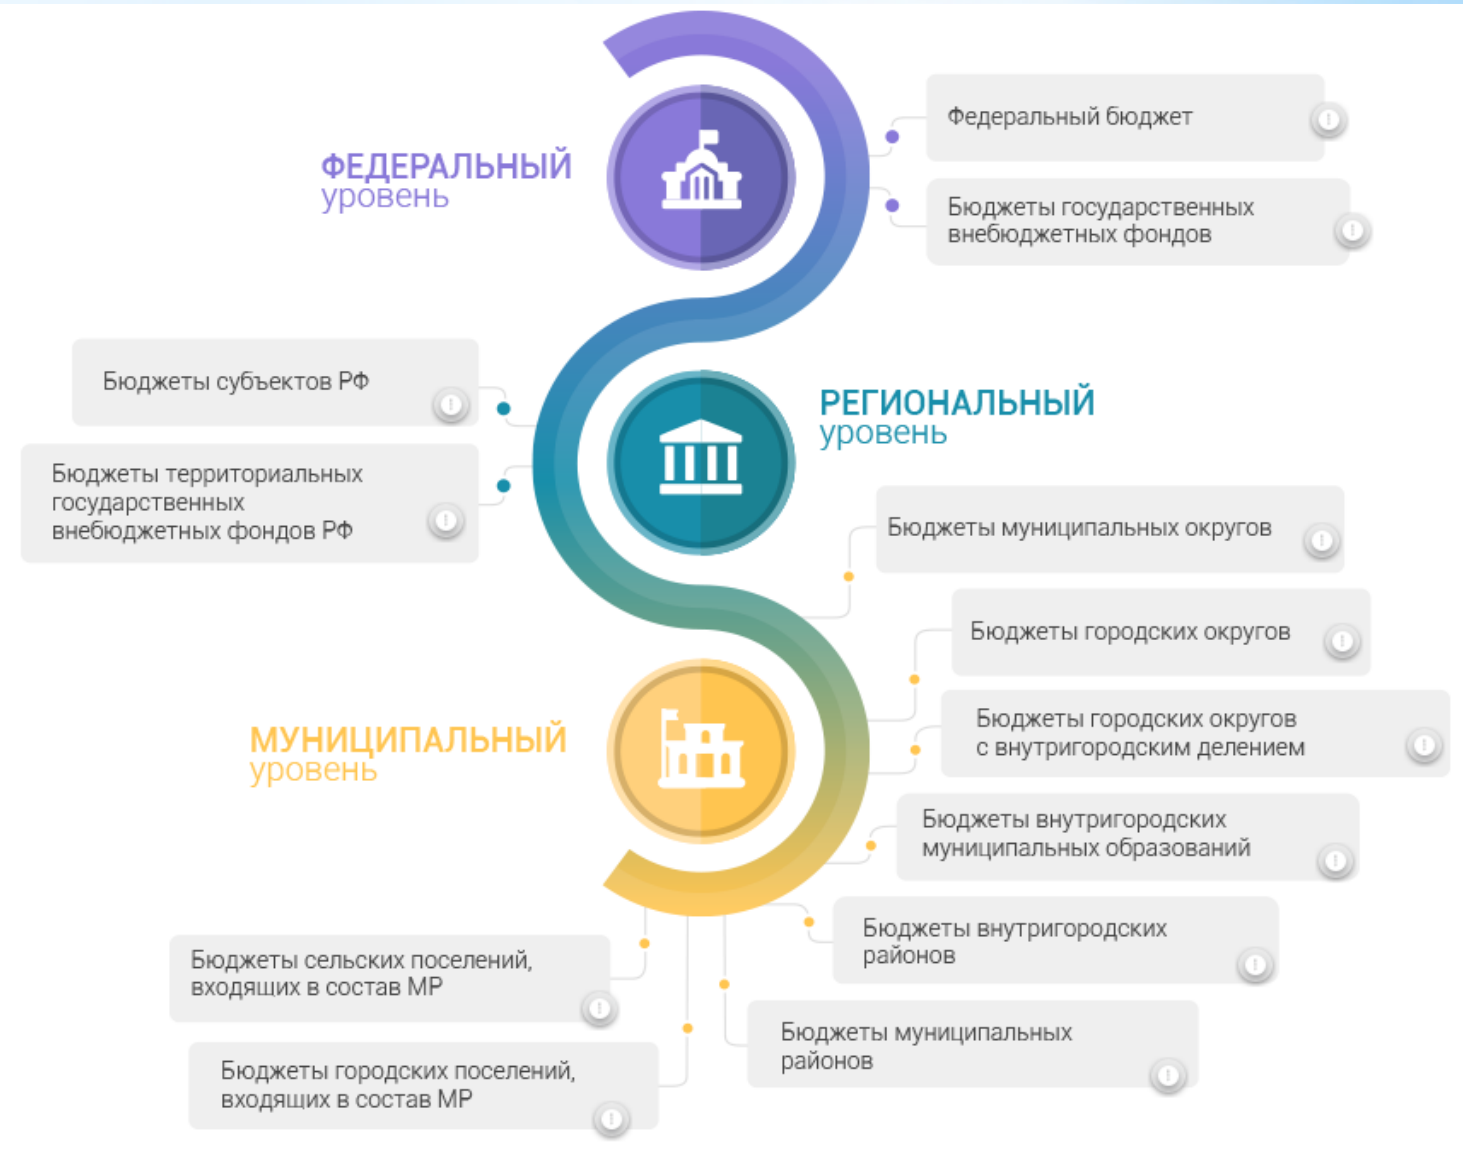 ФЕДЕРАЛЬНЫЙ
уровень
Федеральный бюджет
Бюджеты государственных
внебюджетных фондов
РЕГИОНАЛЬНЫЙ
уровень
Бюджеты субъектов РФ
Бюджеты территориальных
государственных
внебюджетных фондов РФ
МУНИЦИПАЛЬНЫЙ
уровень
Бюджеты муниципальных округов
Бюджеты городских округов
Бюджеты городских округов
с внутригородским делением
Бюджеты внутригородских
муниципальных образований
Бюджеты внутригородских
районов
Бюджеты муниципальных
районов
Бюджеты сельских поселений,
входящих в состав МР
Бюджеты городских поселений,
входящих в состав МР